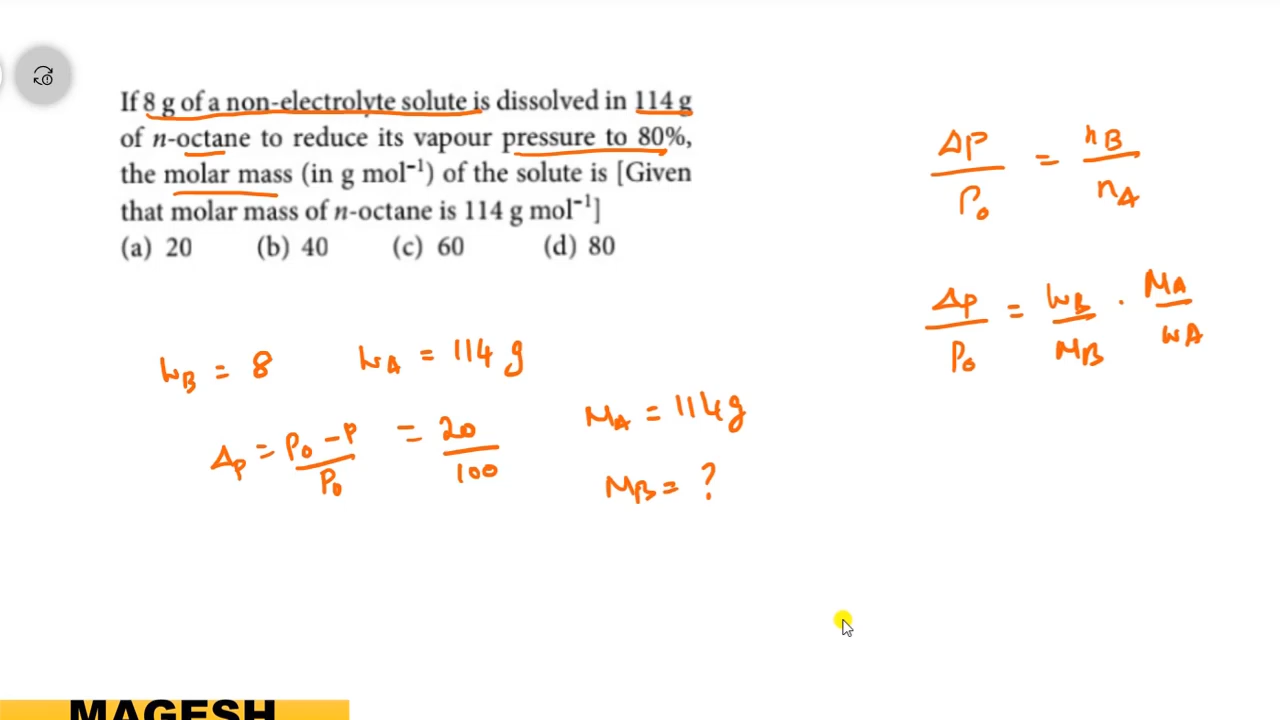 If 8 g of a non-electrolyte solute is dissolved in 114 g
of n-octane to reduce its vapour pressure to 80%,
the molar mass (in g mol⁻¹) of the solute is [Given
that molar mass of n-octane is 114 g mol⁻¹]
(a) 20 (b) 40 (c) 60 (d) 80
ΔP/P₀ = nB/nA
ΔP/P₀ = WB/MB · MA/WA
WB = 8 WA = 114 g
ΔP = P₀ - P/P₀ = 20/100
MA = 114g
MB = ?
MAGESH